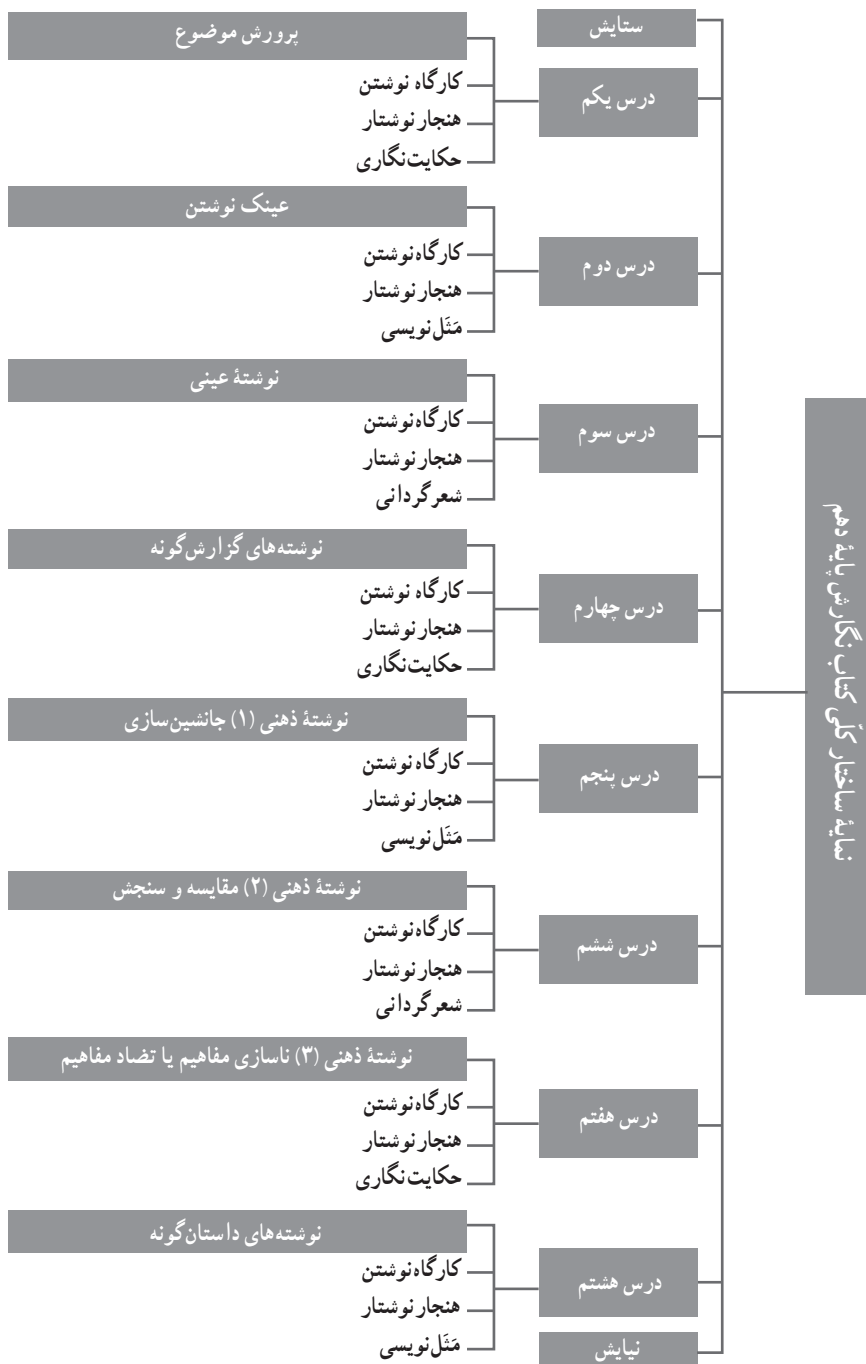 نمایهٔ ساختار کلّی کتاب نگارش پایهٔ دهم
ستایش
درس یکم
پرورش موضوع
کارگاه نوشتن
هنجار نوشتار
حکایت‌نگاری
درس دوم
عینک نوشتن
کارگاه نوشتن
هنجار نوشتار
مَثَل‌نویسی
درس سوم
نوشتهٔ عینی
کارگاه نوشتن
هنجار نوشتار
شعرگردانی
درس چهارم
نوشته‌های گزارش‌گونه
کارگاه نوشتن
هنجار نوشتار
حکایت‌نگاری
درس پنجم
نوشتهٔ ذهنی (۱) جانشین‌سازی
کارگاه نوشتن
هنجار نوشتار
مَثَل‌نویسی
درس ششم
نوشتهٔ ذهنی (۲) مقایسه و سنجش
کارگاه نوشتن
هنجار نوشتار
شعرگردانی
درس هفتم
نوشتهٔ ذهنی (۳) ناسازی مفاهیم یا تضاد مفاهیم
کارگاه نوشتن
هنجار نوشتار
حکایت‌نگاری
درس هشتم
نوشته‌های داستان‌گونه
کارگاه نوشتن
هنجار نوشتار
مَثَل‌نویسی
نیایش